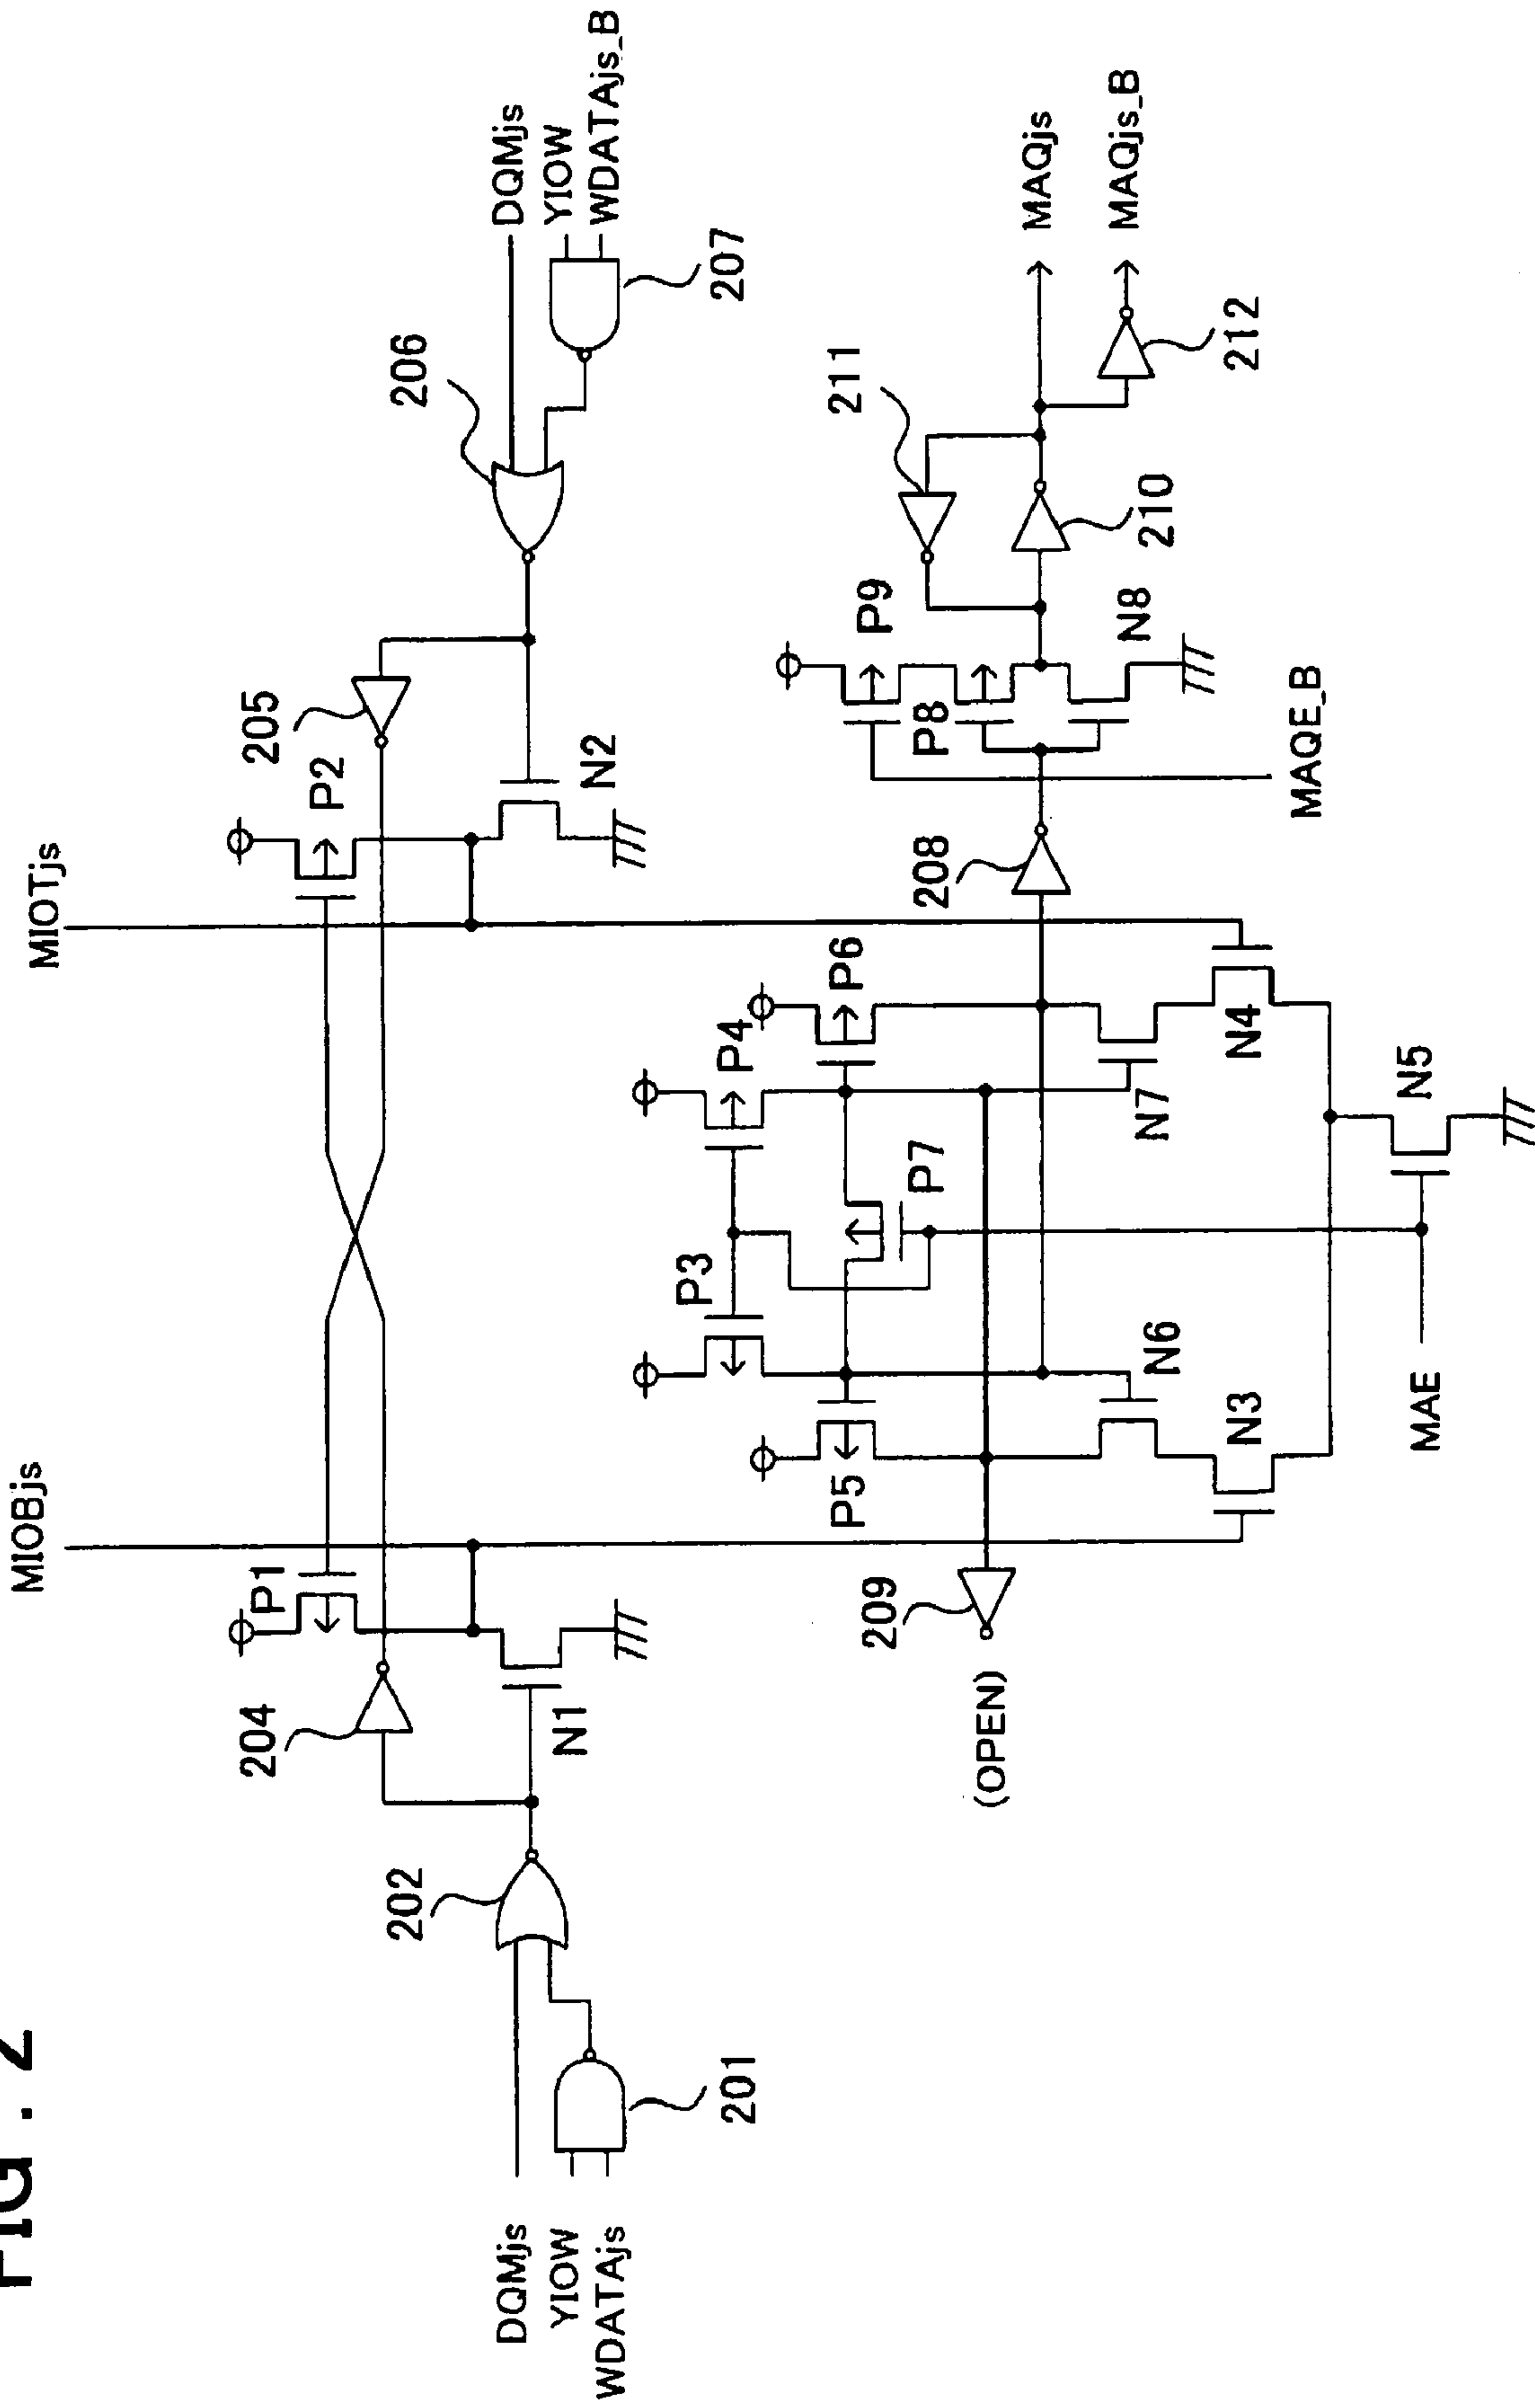 FIG. 2
MIOBjs
MIOTjs
P1
P2
204
205
202
206
N1
N2
DQMjs
YIOW
WDATAjs
201
DQMjs
YIOW
WDATAjs_B
207
P3
P4
P5
P6
P7
209
(OPEN)
208
N6
N7
N3
N4
MAE
N5
P9
P8
N8
MAQE_B
211
210
212
MAQjs
MAQjs_B